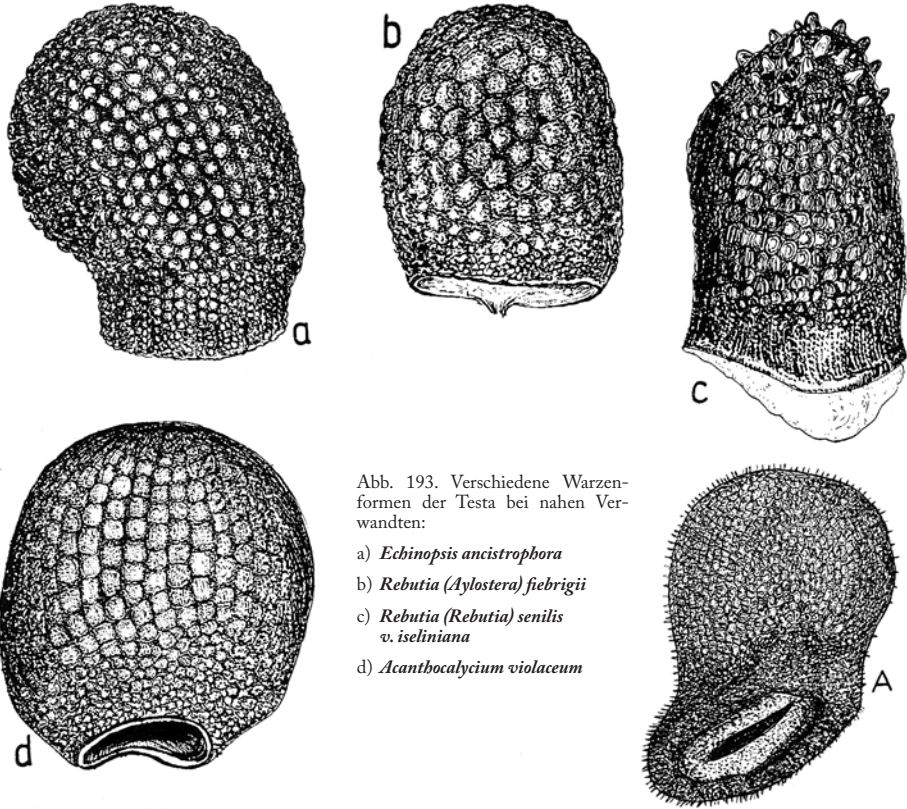 a
b
c
Abb. 193. Verschiedene Warzen-
formen der Testa bei nahen Ver-
wandten:
a) Echinopsis ancistrophora
b) Rebutia (Aylostera) fiebrigii
c) Rebutia (Rebutia) senilis
v. iseliniana
d) Acanthocalycium violaceum
d
A